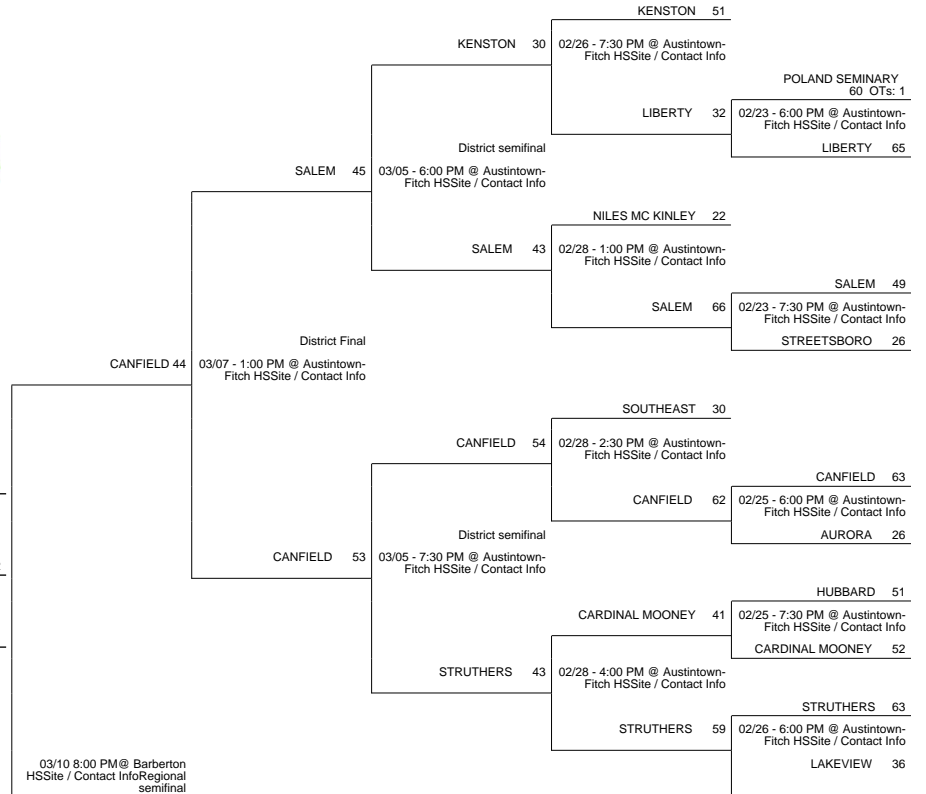 KENSTON 51
KENSTON 30
02/26 - 7:30 PM @ Austintown-
Fitch HSSite / Contact Info
POLAND SEMINARY
60 OTs: 1
LIBERTY 32
02/23 - 6:00 PM @ Austintown-
Fitch HSSite / Contact Info
LIBERTY 65
District semifinal
SALEM 45
03/05 - 6:00 PM @ Austintown-
Fitch HSSite / Contact Info
NILES MC KINLEY 22
SALEM 43
02/28 - 1:00 PM @ Austintown-
Fitch HSSite / Contact Info
SALEM 49
SALEM 66
02/23 - 7:30 PM @ Austintown-
Fitch HSSite / Contact Info
STREETSBORO 26
District Final
CANFIELD 44
03/07 - 1:00 PM @ Austintown-
Fitch HSSite / Contact Info
SOUTHEAST 30
CANFIELD 54
02/28 - 2:30 PM @ Austintown-
Fitch HSSite / Contact Info
CANFIELD 63
CANFIELD 62
02/25 - 6:00 PM @ Austintown-
Fitch HSSite / Contact Info
AURORA 26
District semifinal
CANFIELD 53
03/05 - 7:30 PM @ Austintown-
Fitch HSSite / Contact Info
HUBBARD 51
CARDINAL MOONEY 41
02/25 - 7:30 PM @ Austintown-
Fitch HSSite / Contact Info
CARDINAL MOONEY 52
STRUTHERS 43
02/28 - 4:00 PM @ Austintown-
Fitch HSSite / Contact Info
STRUTHERS 63
STRUTHERS 59
02/26 - 6:00 PM @ Austintown-
Fitch HSSite / Contact Info
LAKEVIEW 36
03/10 8:00 PM@ Barberton
HSSite / Contact InfoRegional
semifinal